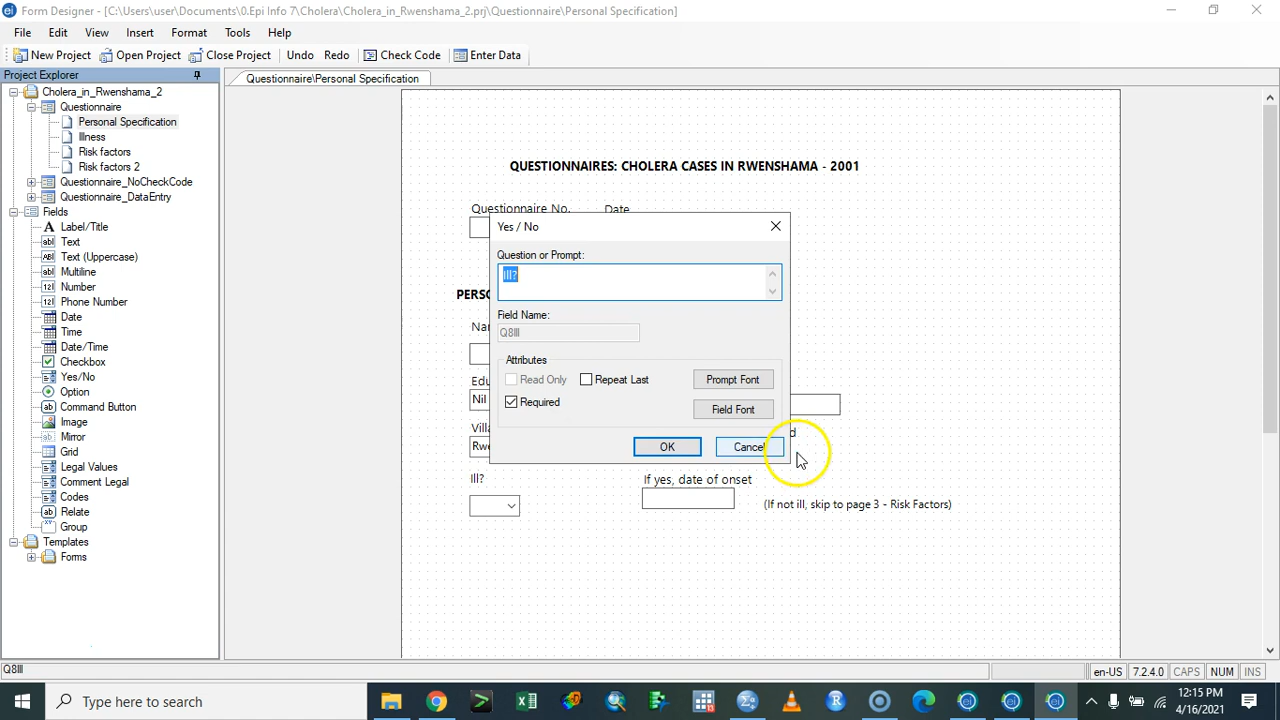 Form Designer - [C:\Users\user\Documents\0.Epi Info 7\Cholera\Cholera_in_Rwenshama_2.prj\Questionnaire\Personal Specification]
File Edit View Insert Format Tools Help
New Project Open Project Close Project Undo Redo Check Code Enter Data
Project Explorer
Cholera_in_Rwenshama_2
Questionnaire
Personal Specification
Illness
Risk factors
Risk factors 2
Questionnaire_NoCheckCode
Questionnaire_DataEntry
Fields
Label/Title
Text
Text (Uppercase)
Multiline
Number
Phone Number
Date
Time
Date/Time
Checkbox
Yes/No
Option
Command Button
Image
Mirror
Grid
Legal Values
Comment Legal
Codes
Relate
Group
Templates
Forms
Questionnaire\Personal Specification
QUESTIONNAIRES: CHOLERA CASES IN RWENSHAMA - 2001
Questionnaire No. Date
PERSO
Nar
Edu
Nil
Villa
Rwe
d
Ill?
If yes, date of onset
(If not ill, skip to page 3 - Risk Factors)
Yes / No
Question or Prompt:
Ill?
Field Name:
Q8Ill
Attributes
Read Only Repeat Last Prompt Font
Required Field Font
OK Cancel
Q8Ill
en-US 7.2.4.0 CAPS NUM INS
Type here to search
12:15 PM
4/16/2021